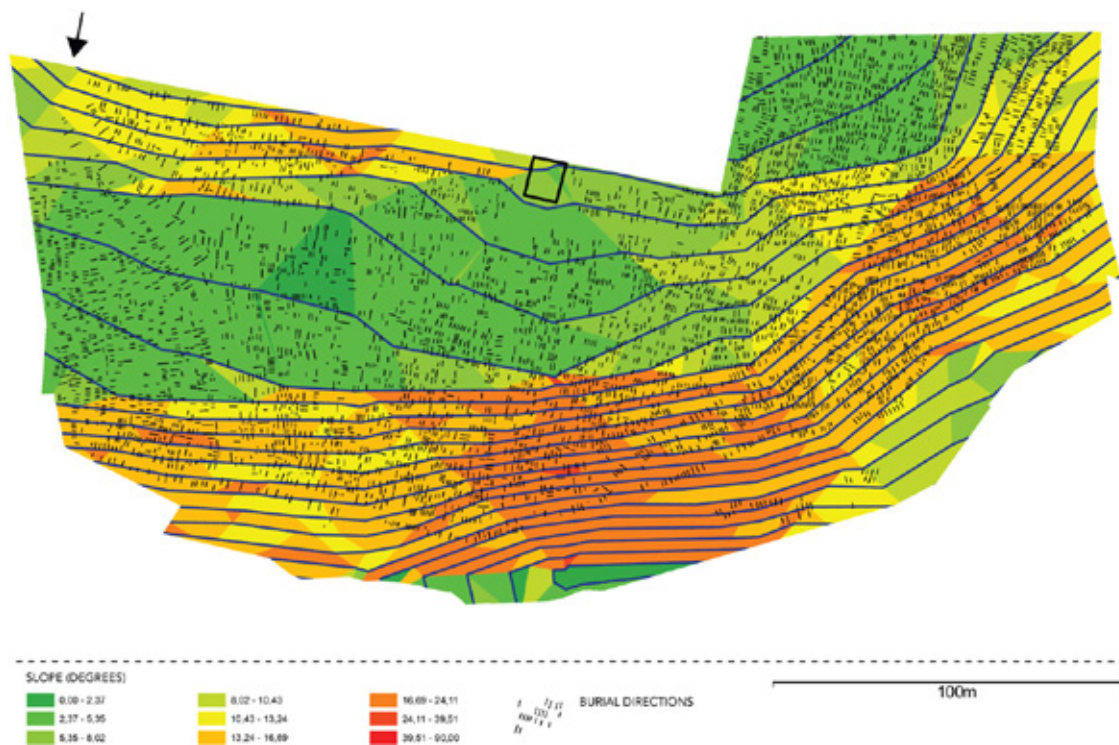 SLOPE (DEGREES)
0,00 - 2,37
2,37 - 5,35
5,35 - 8,02
8,02 - 10,43
10,43 - 13,24
13,24 - 16,69
16,69 - 24,11
24,11 - 39,51
39,51 - 90,00
BURIAL DIRECTIONS
100m